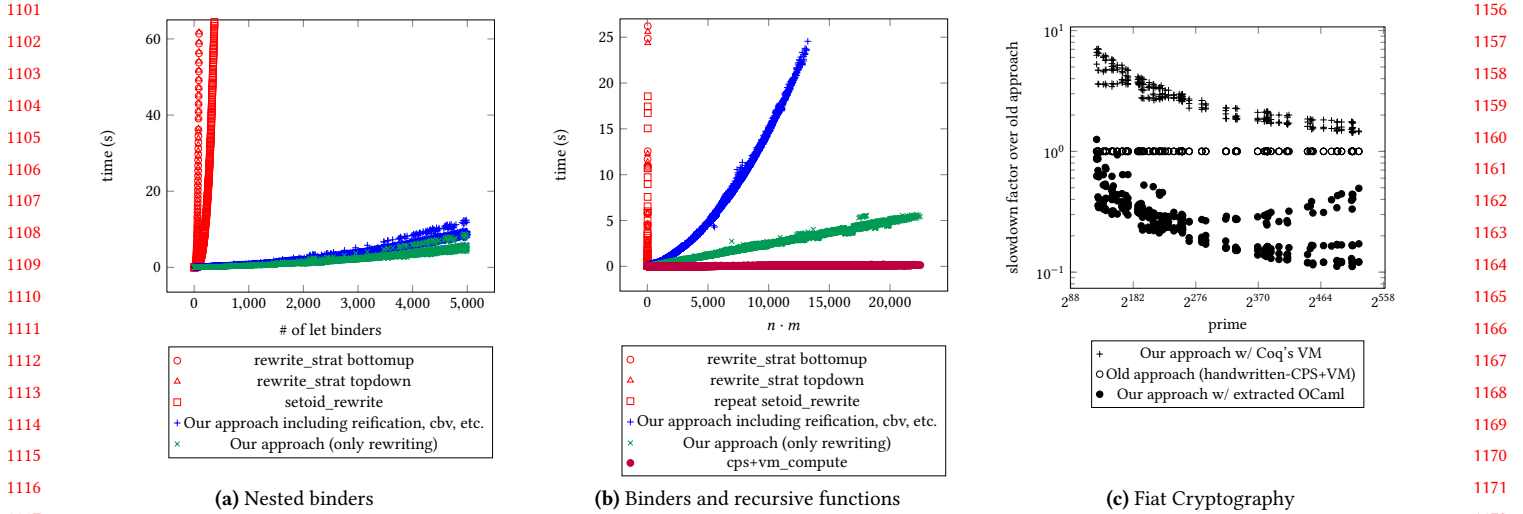 1101
1102
1103
1104
1105
1106
1107
1108
1109
1110
1111
1112
1113
1114
1115
1116
time (s)
60
40
20
0
0
1,000
2,000
3,000
4,000
5,000
# of let binders
rewrite_strat bottomup
rewrite_strat topdown
setoid_rewrite
Our approach including reification, cbv, etc.
Our approach (only rewriting)
(a) Nested binders
time (s)
25
20
15
10
5
0
0
5,000
10,000
15,000
20,000
n · m
rewrite_strat bottomup
rewrite_strat topdown
repeat setoid_rewrite
Our approach including reification, cbv, etc.
Our approach (only rewriting)
cps+vm_compute
(b) Binders and recursive functions
slowdown factor over old approach
10^1
10^0
10^−1
2^88
2^182
2^276
2^370
2^464
2^558
prime
Our approach w/ Coq's VM
Old approach (handwritten-CPS+VM)
Our approach w/ extracted OCaml
(c) Fiat Cryptography
1156
1157
1158
1159
1160
1161
1162
1163
1164
1165
1166
1167
1168
1169
1170
1171